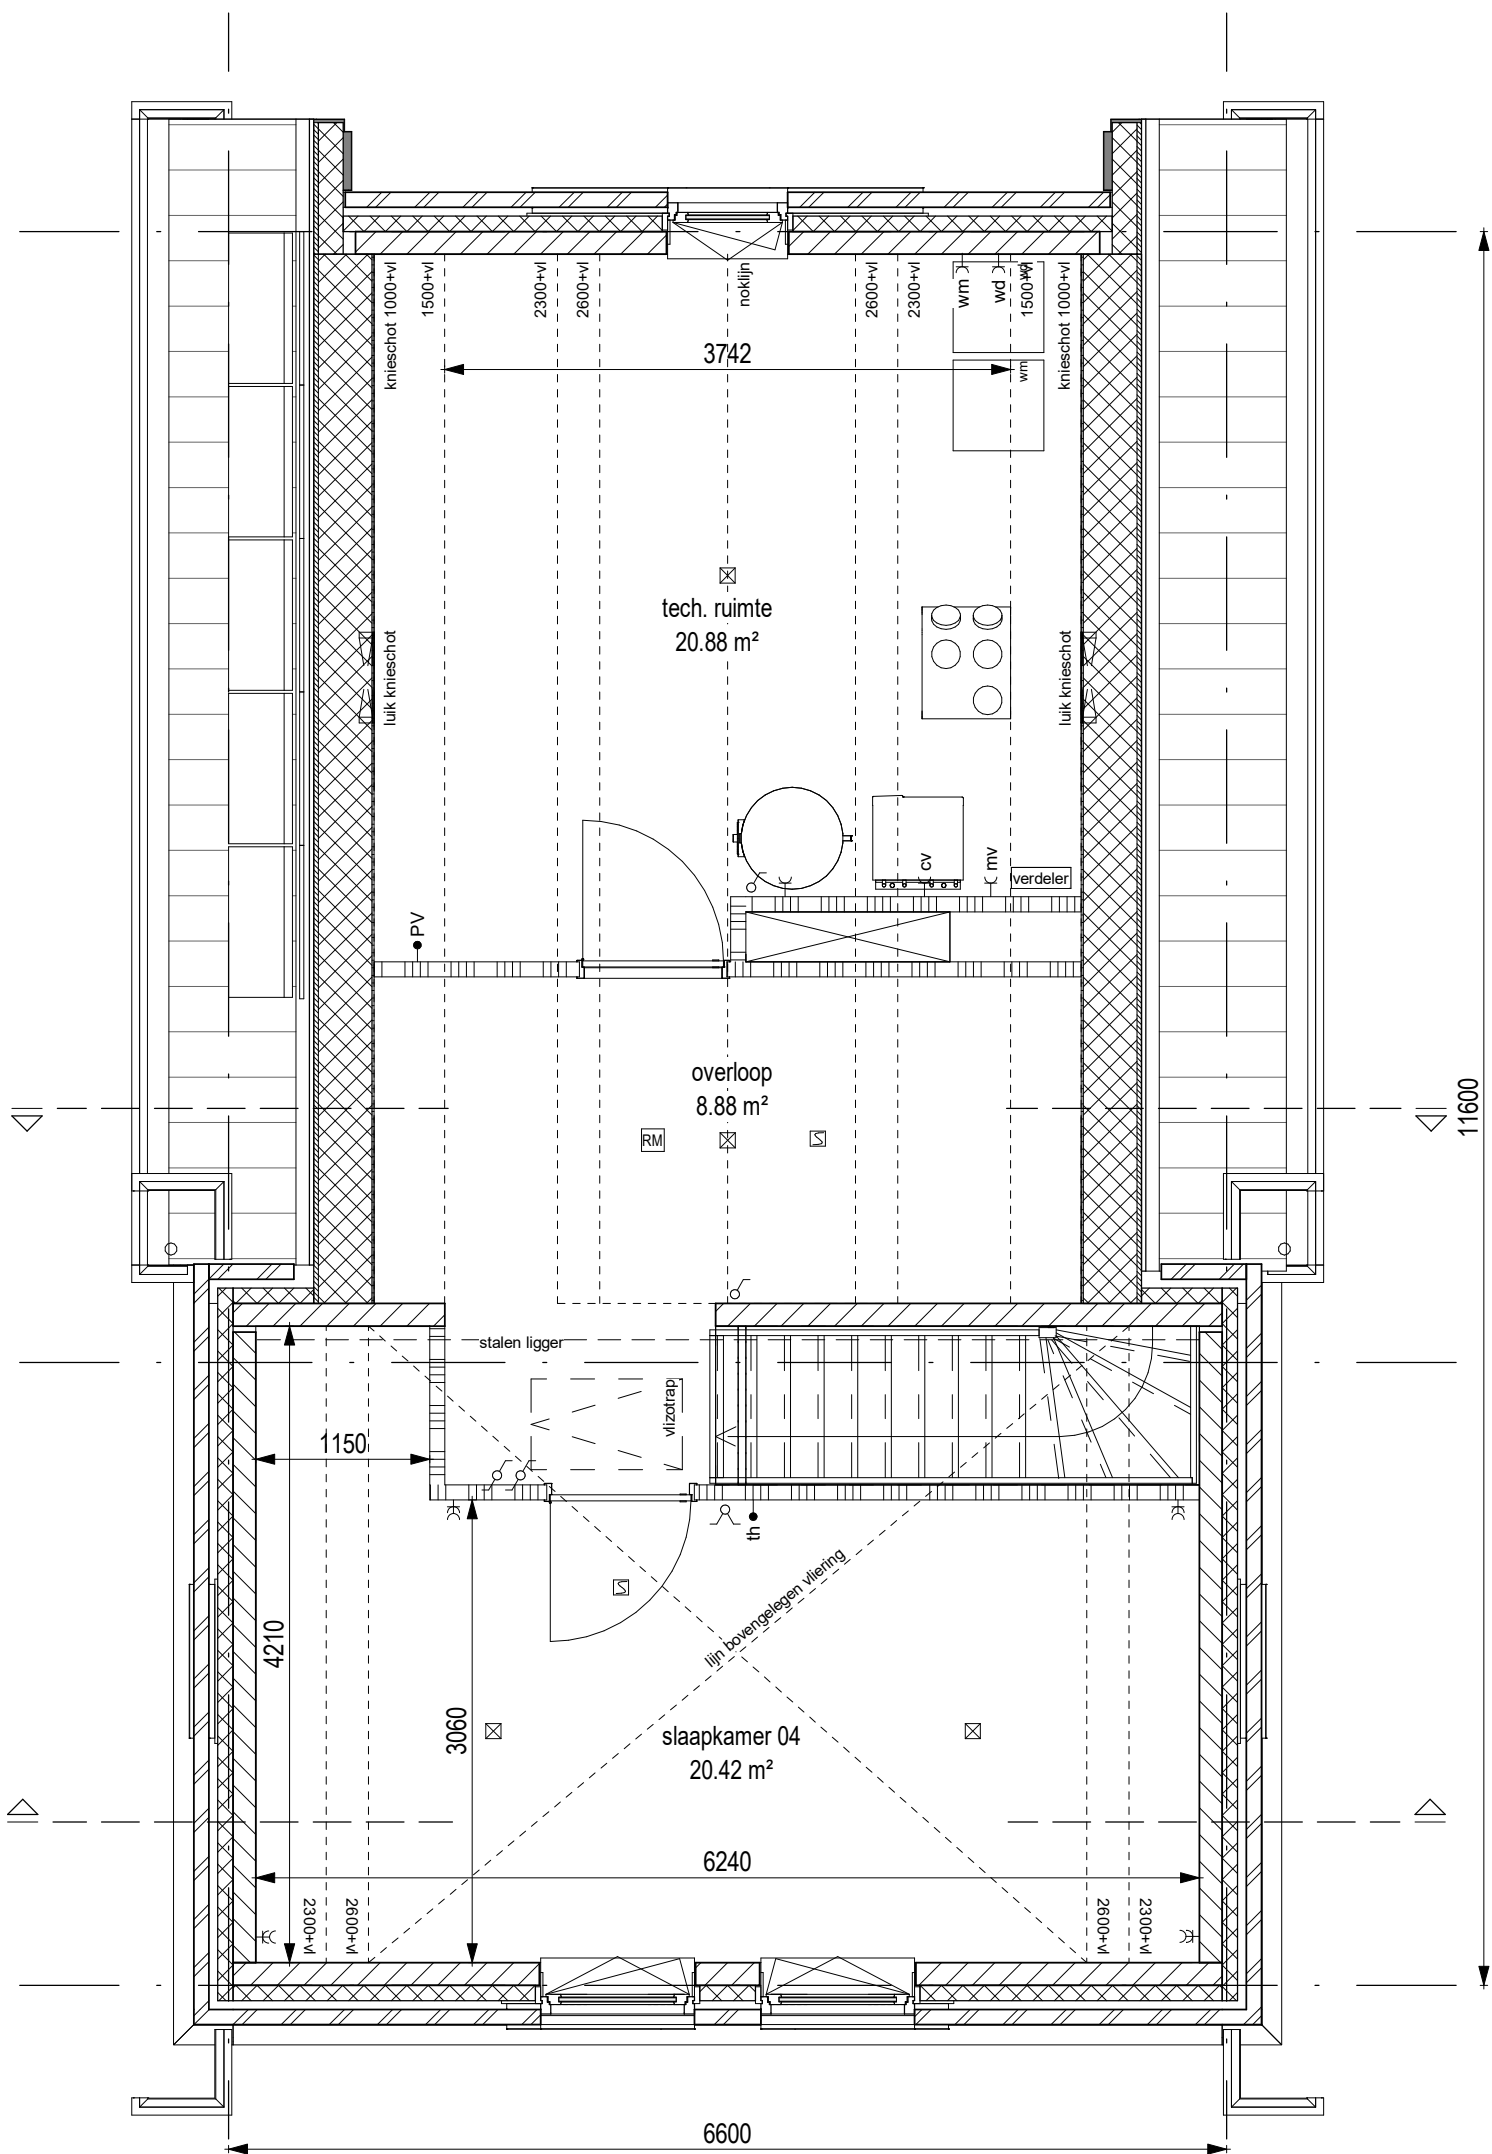 knieschot 1000+vl
1500+vl
2300+vl
2600+vl
noklijn
2600+vl
2300+vl
wm
wd
wd
1500+vl
knieschot 1000+vl
3742
wm
tech. ruimte
20.88 m²
luik knieschot
luik knieschot
cv
mv
verdeler
PV
overloop
8.88 m²
RM
11600
stalen ligger
vlizotrap
1150
th
lijn bovengelegen vliering
4210
3060
slaapkamer 04
20.42 m²
6240
2300+vl
2600+vl
2600+vl
2300+vl
6600